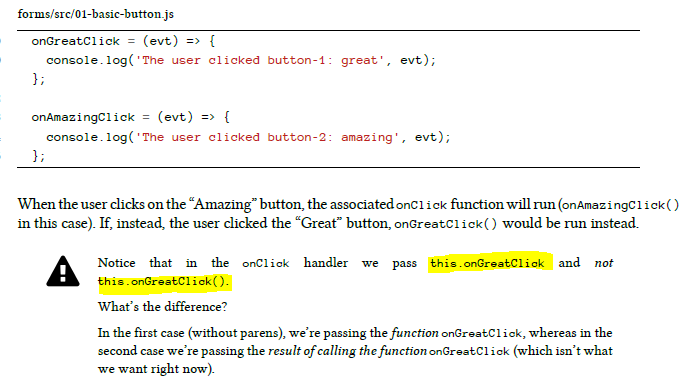 forms/src/01-basic-button.js
onGreatClick = (evt) => {
console.log('The user clicked button-1: great', evt);
};
onAmazingClick = (evt) => {
console.log('The user clicked button-2: amazing', evt);
};
When the user clicks on the “Amazing” button, the associated onClick function will run (onAmazingClick()
in this case). If, instead, the user clicked the “Great” button, onGreatClick() would be run instead.
Notice that in the onClick handler we pass this.onGreatClick and not
this.onGreatClick().
What’s the difference?
In the first case (without parens), we’re passing the function onGreatClick, whereas in the
second case we’re passing the result of calling the function onGreatClick (which isn’t what
we want right now).